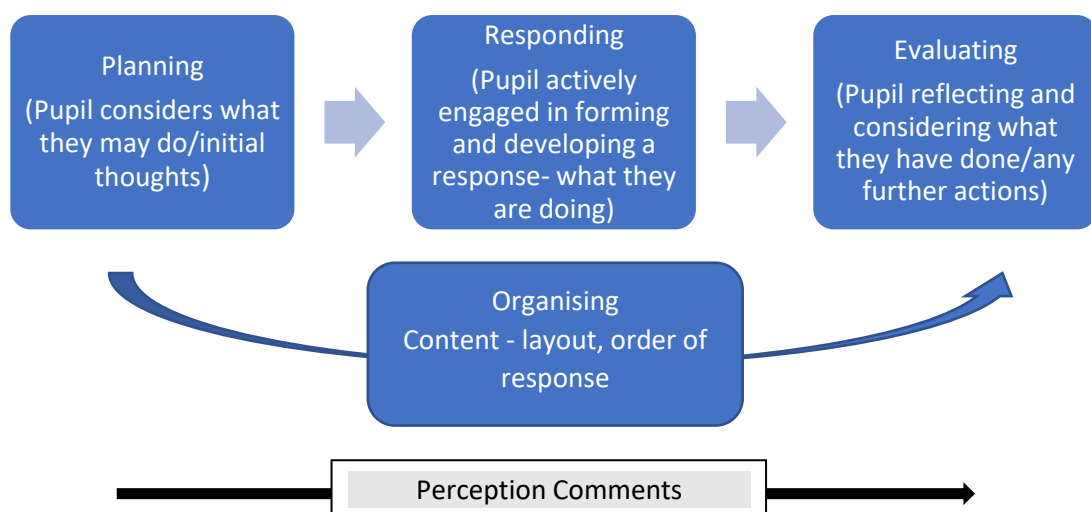 Planning
(Pupil considers what
they may do/initial
thoughts)
Responding
(Pupil actively
engaged in forming
and developing a
response- what they
are doing)
Evaluating
(Pupil reflecting and
considering what
they have done/any
further actions)
Organising
Content - layout, order of
response
Perception Comments